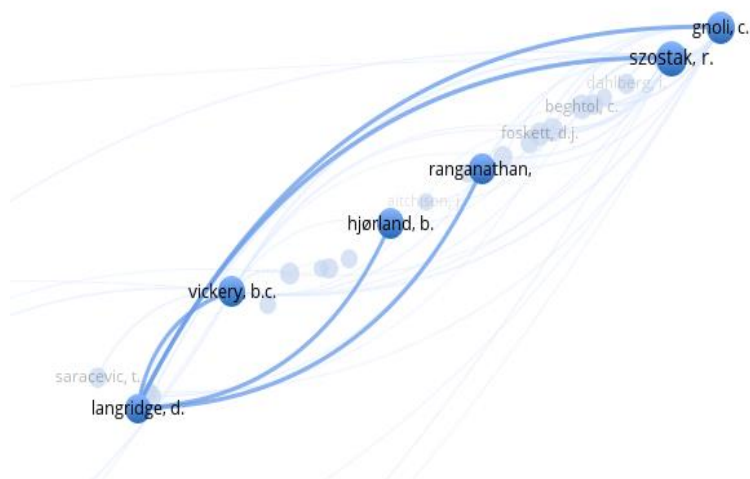 gnoli, c.
szostak, r.
dahlberg, i.
beghtol, c.
foskett, d.j.
ranganathan,
aitchison, j.
hjørland, b.
vickery, b.c.
saracevic, t.
langridge, d.